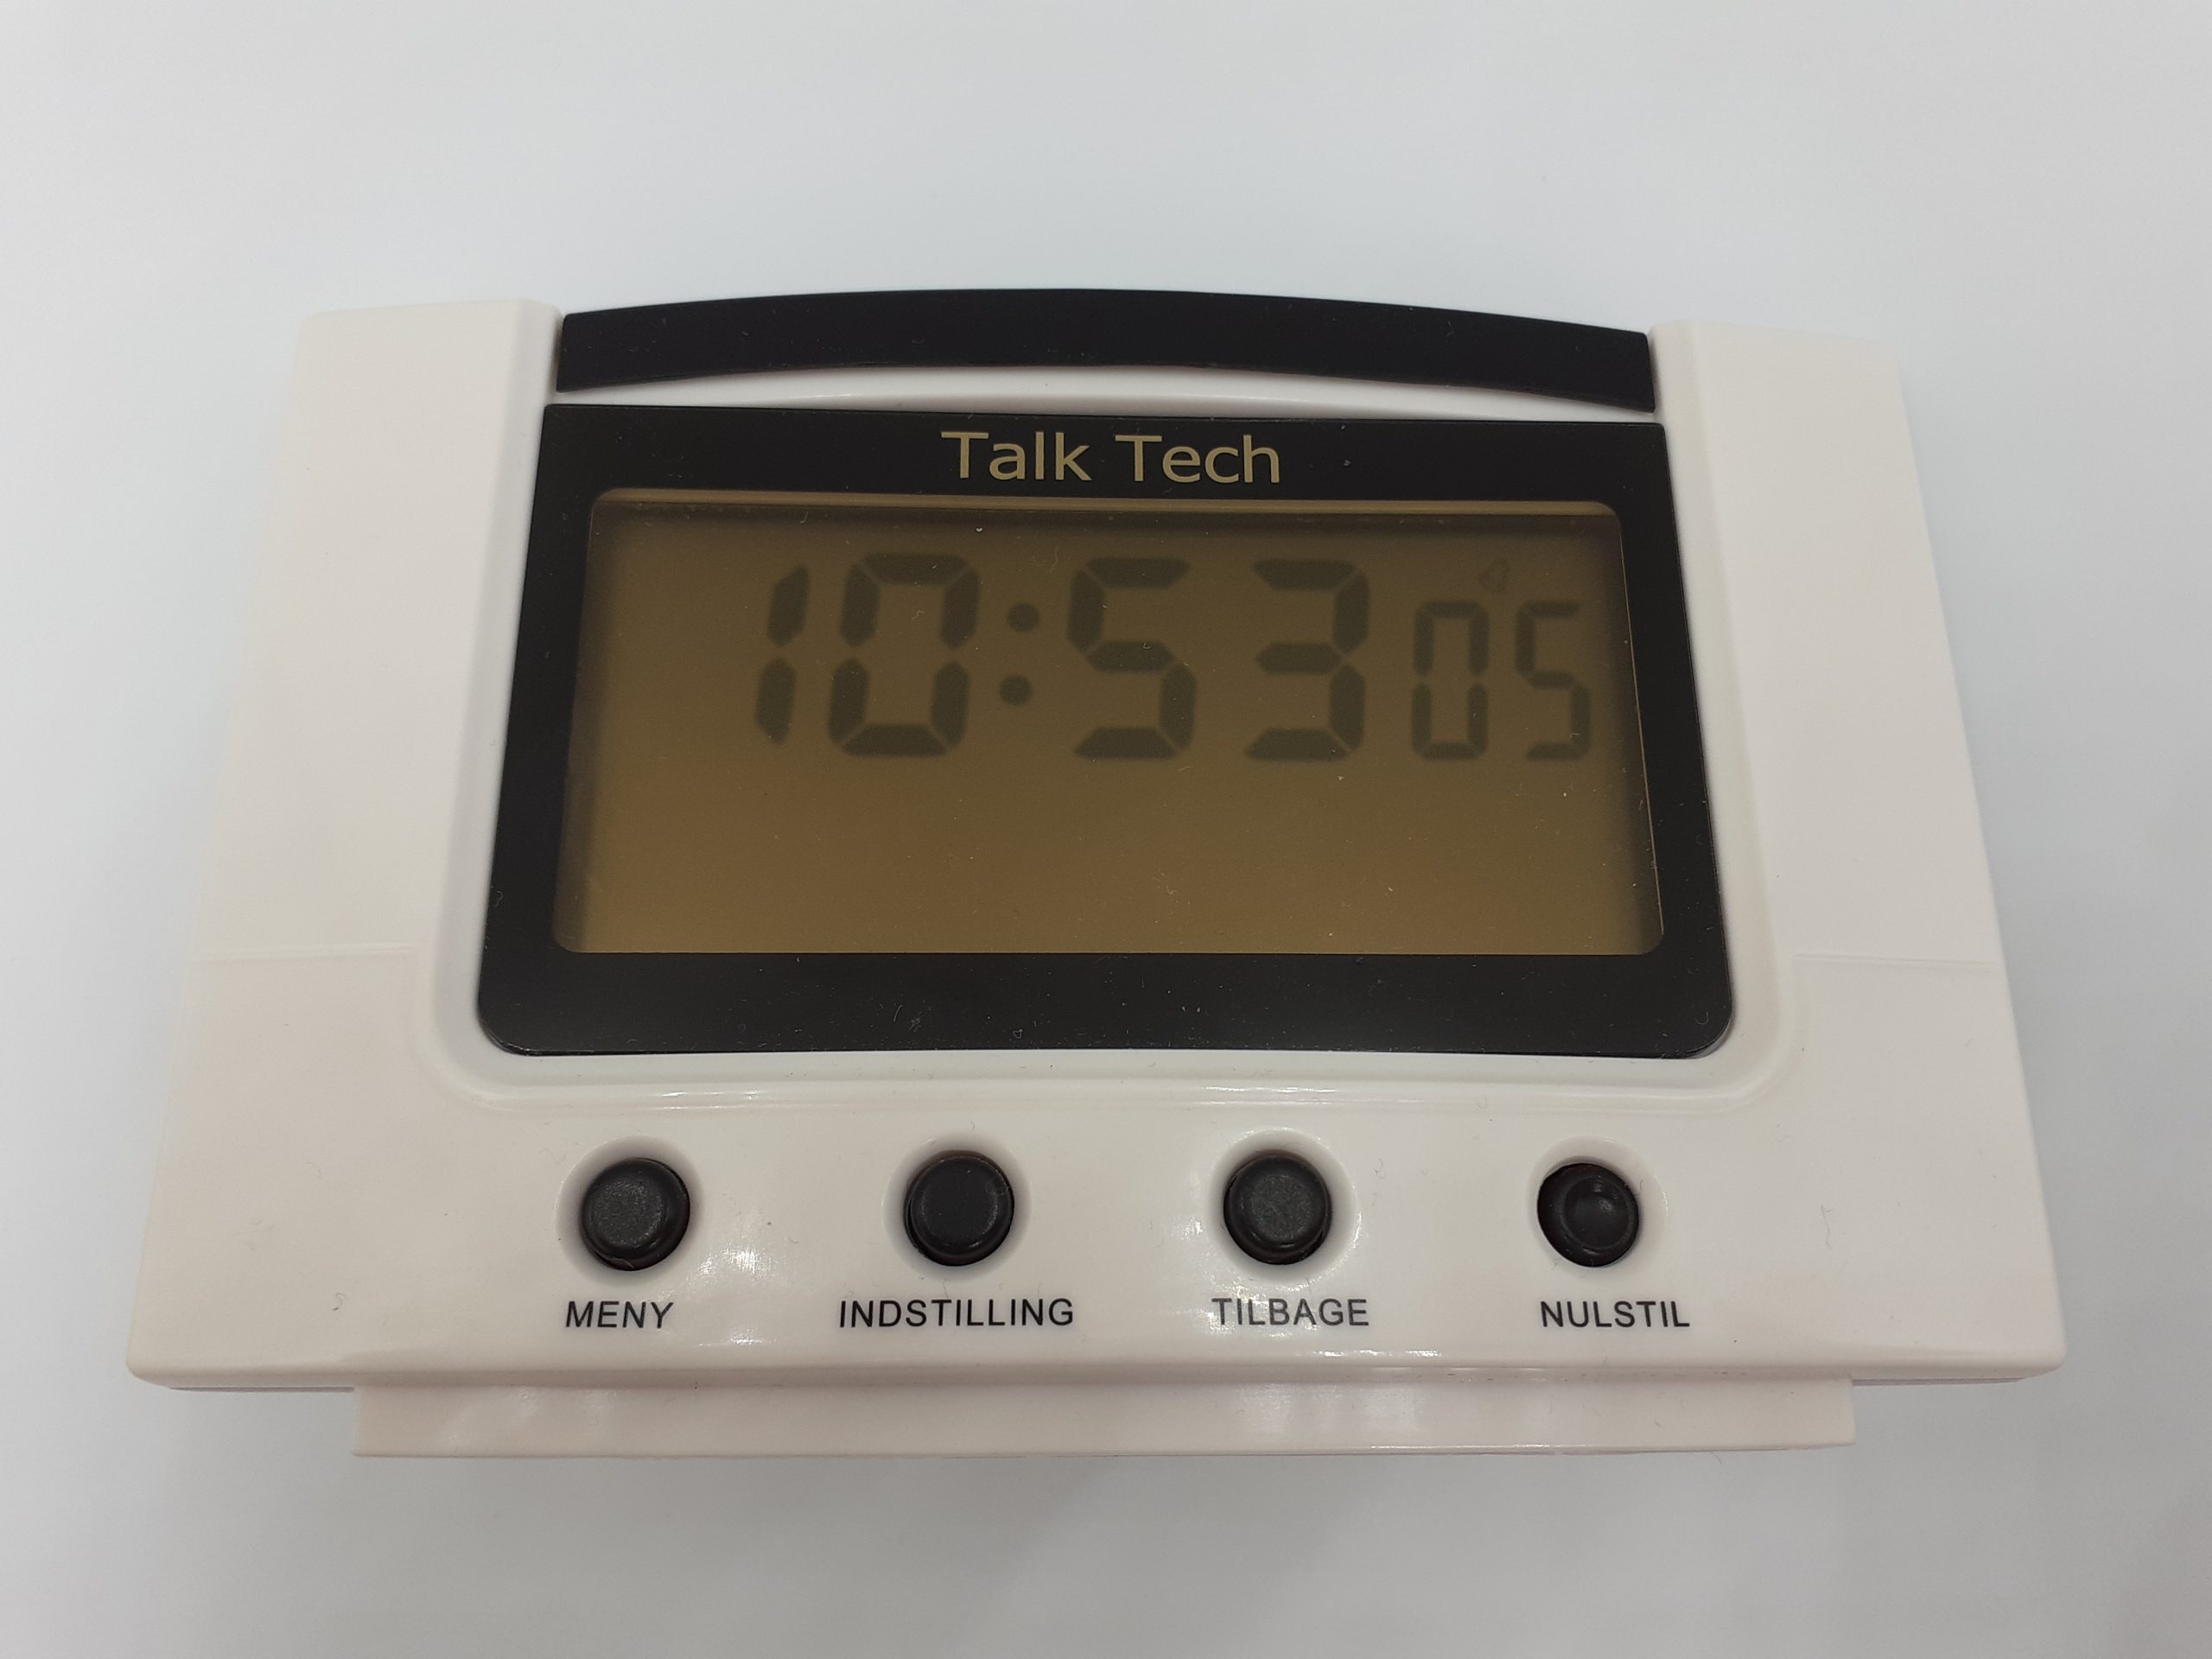 Talk Tech
10:53 05
MENY INDSTILLING TILBAGE NULSTIL